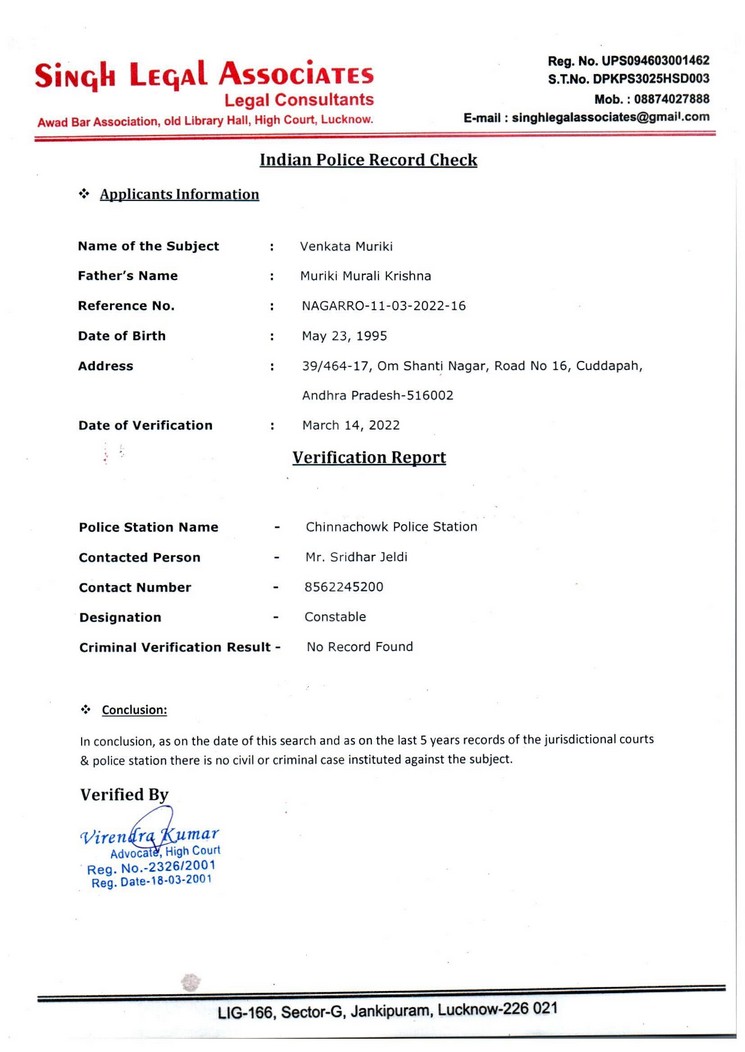 Singh Legal Associates
Legal Consultants
Awad Bar Association, old Library Hall, High Court, Lucknow.
Reg. No. UPS094603001462
S.T.No. DPKPS3025HSD003
Mob. : 08874027888
E-mail : singhlegalassociates@gmail.com
Indian Police Record Check
❖ Applicants Information
Name of the Subject : Venkata Muriki
Father's Name : Muriki Murali Krishna
Reference No. : NAGARRO-11-03-2022-16
Date of Birth : May 23, 1995
Address : 39/464-17, Om Shanti Nagar, Road No 16, Cuddapah,
Andhra Pradesh-516002
Date of Verification : March 14, 2022
Verification Report
Police Station Name - Chinnachowk Police Station
Contacted Person - Mr. Sridhar Jeldi
Contact Number - 8562245200
Designation - Constable
Criminal Verification Result - No Record Found
❖ Conclusion:
In conclusion, as on the date of this search and as on the last 5 years records of the jurisdictional courts
& police station there is no civil or criminal case instituted against the subject.
Verified By
Virendra Kumar
Advocate, High Court
Reg. No.-2326/2001
Reg. Date-18-03-2001
LIG-166, Sector-G, Jankipuram, Lucknow-226 021